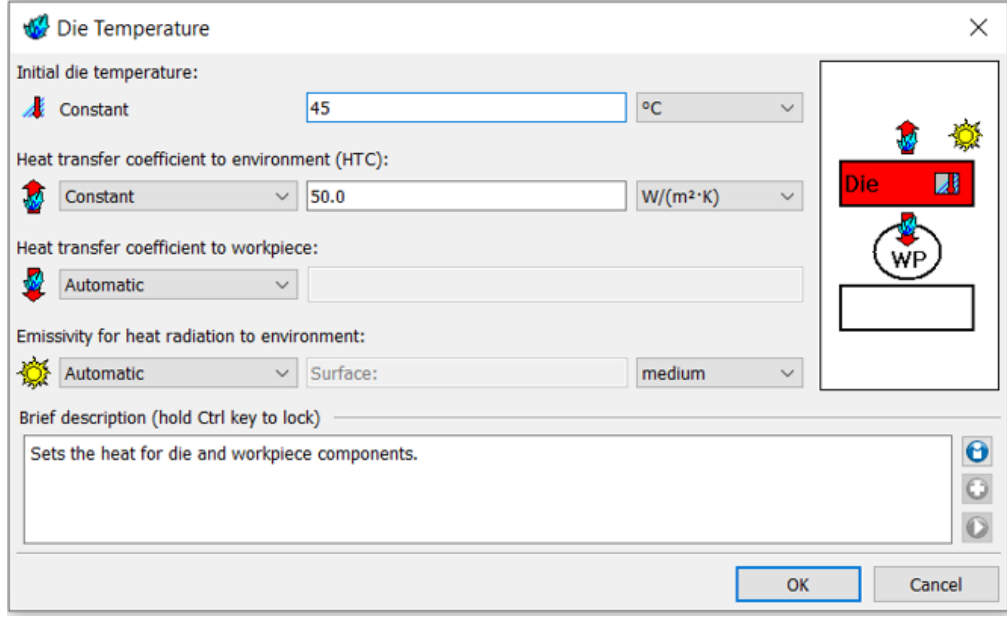 Die Temperature
Initial die temperature:
Constant 45 ºC
Heat transfer coefficient to environment (HTC):
Constant 50.0 W/(m²·K)
Heat transfer coefficient to workpiece:
Automatic
Emissivity for heat radiation to environment:
Automatic Surface: medium
Die
WP
Brief description (hold Ctrl key to lock)
Sets the heat for die and workpiece components.
OK Cancel